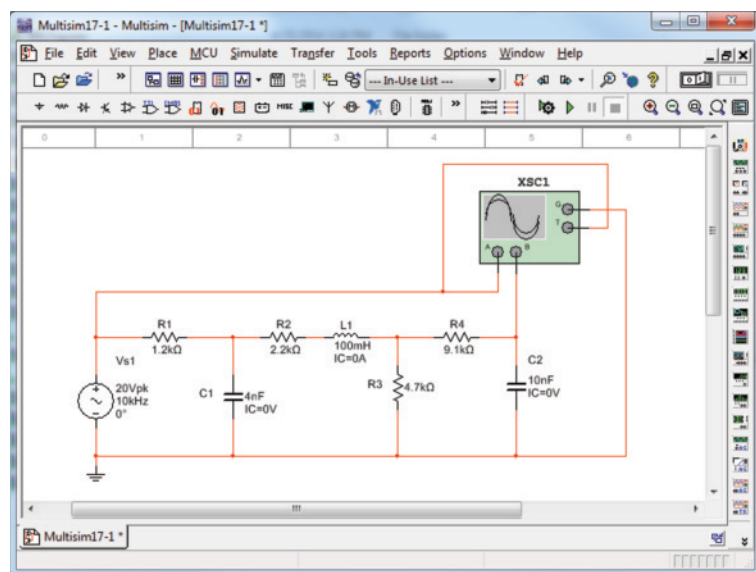 Multisim17-1 - Multisim - [Multisim17-1 *]
File Edit View Place MCU Simulate Transfer Tools Reports Options Window Help
--- In-Use List ---
0 1 2 3 4 5 6
XSC1
G
T
A B
R1
1.2kΩ
R2
2.2kΩ
L1
100mH
IC=0A
R4
9.1kΩ
Vs1
20Vpk
10kHz
0°
C1
4nF
IC=0V
R3
4.7kΩ
C2
10nF
IC=0V
Multisim17-1 *